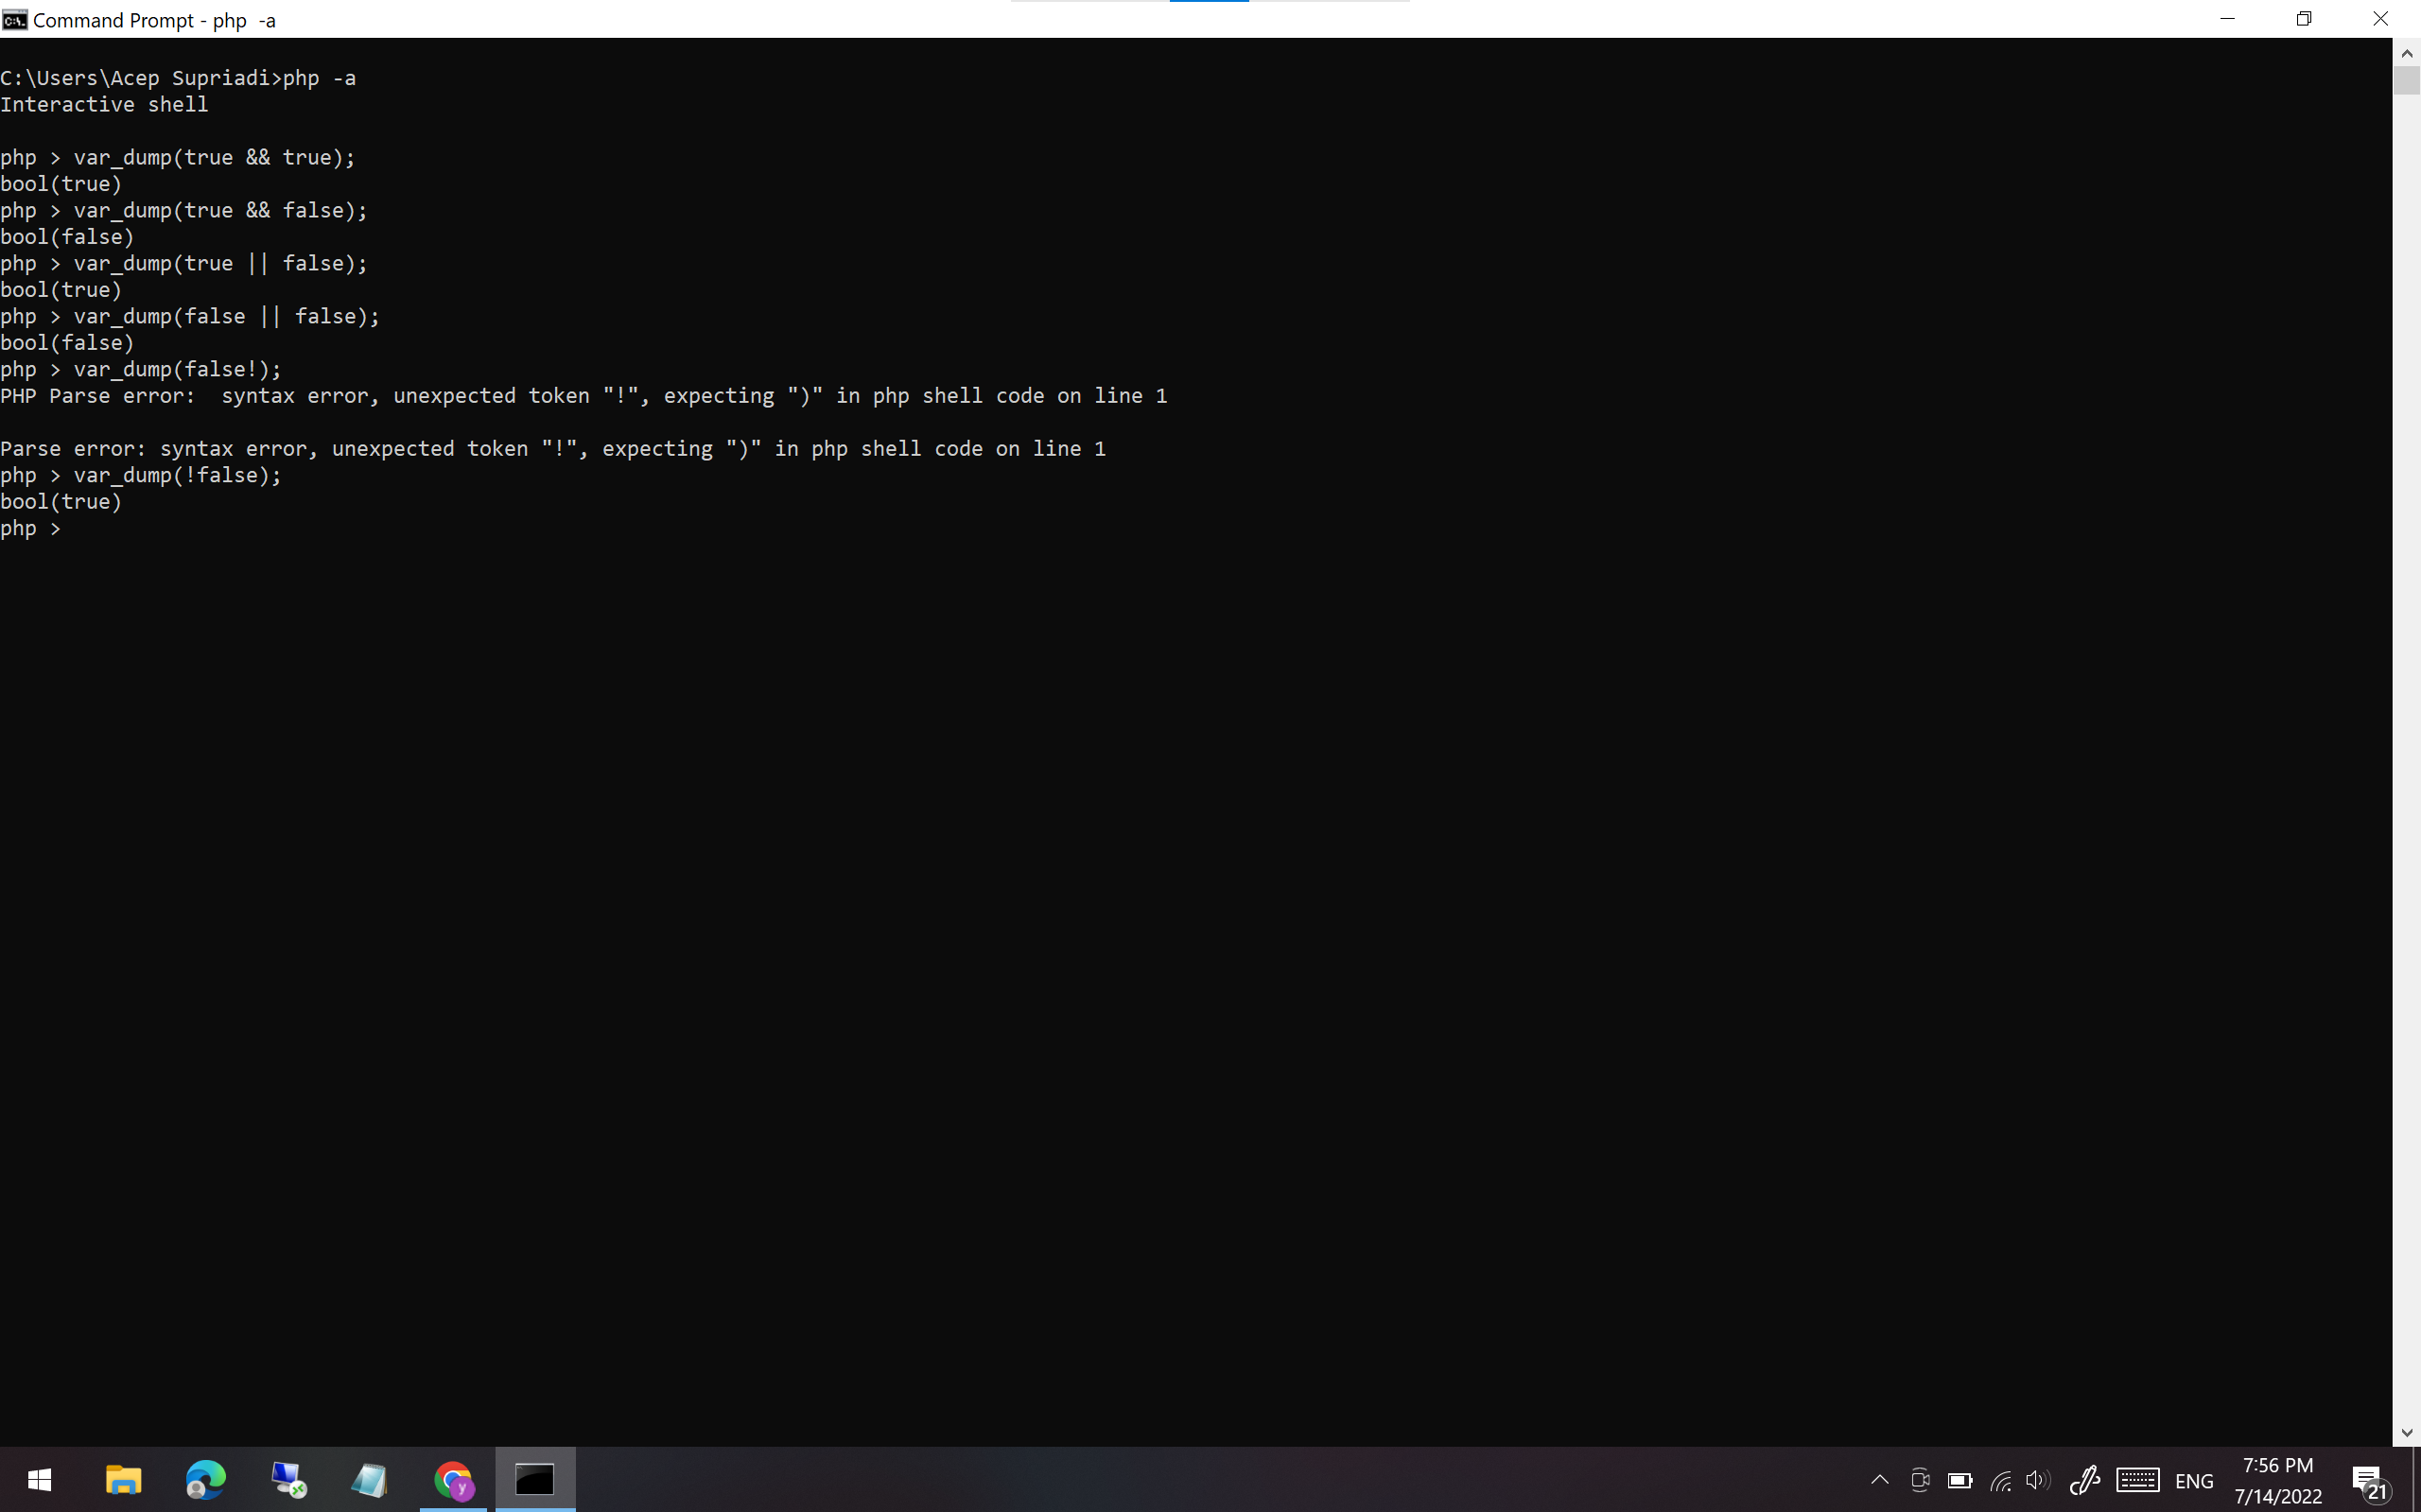 Command Prompt - php  -a
C:\Users\Acep Supriadi>php -a
Interactive shell
php > var_dump(true && true);
bool(true)
php > var_dump(true && false);
bool(false)
php > var_dump(true || false);
bool(true)
php > var_dump(false || false);
bool(false)
php > var_dump(false!);
PHP Parse error:  syntax error, unexpected token "!", expecting ")" in php shell code on line 1
Parse error: syntax error, unexpected token "!", expecting ")" in php shell code on line 1
php > var_dump(!false);
bool(true)
php >
y
ENG
7:56 PM
7/14/2022
21